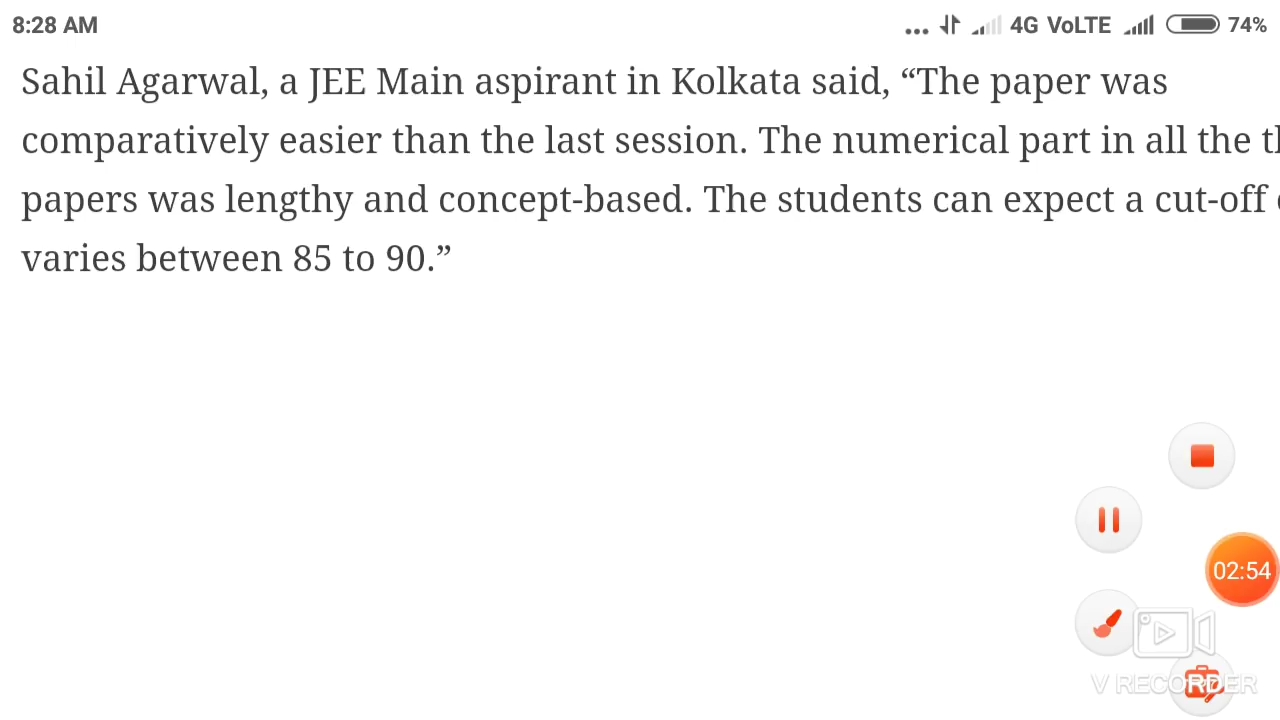 8:28 AM
... 4G VoLTE 74%
Sahil Agarwal, a JEE Main aspirant in Kolkata said, “The paper was
comparatively easier than the last session. The numerical part in all the
papers was lengthy and concept-based. The students can expect a cut-off
varies between 85 to 90.”
02:54
V RECORDER